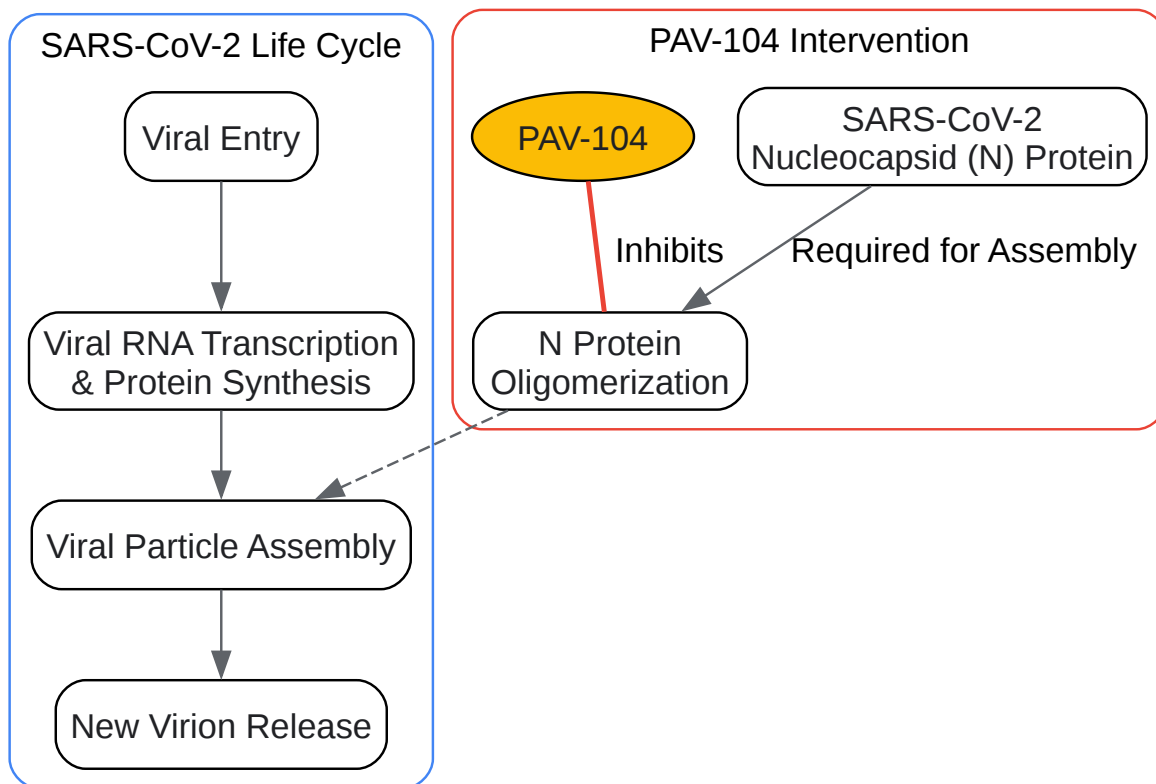 SARS-CoV-2 Life Cycle
Viral Entry
Viral RNA Transcription
& Protein Synthesis
Viral Particle Assembly
New Virion Release
PAV-104 Intervention
PAV-104
SARS-CoV-2
Nucleocapsid (N) Protein
Inhibits
Required for Assembly
N Protein
Oligomerization